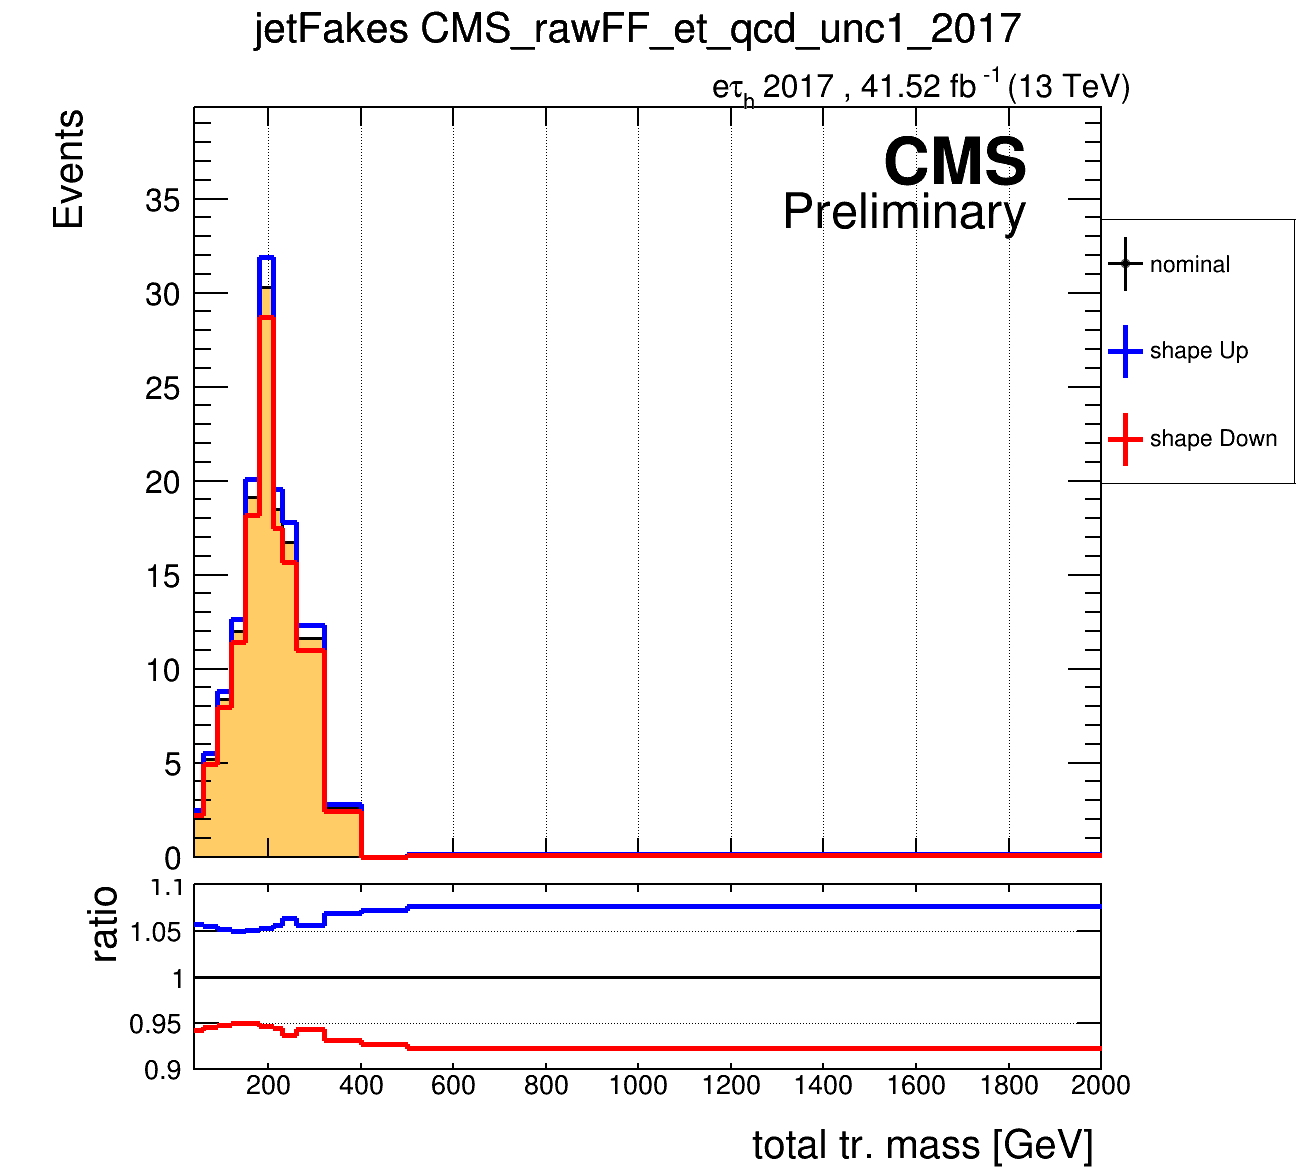 jetFakes CMS_rawFF_et_qcd_unc1_2017
eτh 2017 , 41.52 fb -1 (13 TeV)
Events
CMS
Preliminary
35
30
25
20
15
10
5
0
nominal
shape Up
shape Down
ratio
1.1
1.05
1
0.95
0.9
200 400 600 800 1000 1200 1400 1600 1800 2000
total tr. mass [GeV]